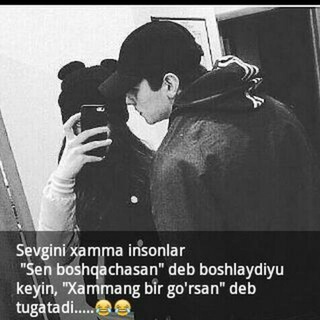 Sevgini xamma insonlar
"Sen boshqachasan" deb boshlaydiyu
keyin, "Xammang bir go'rsan" deb
tugatadi.....😂😂